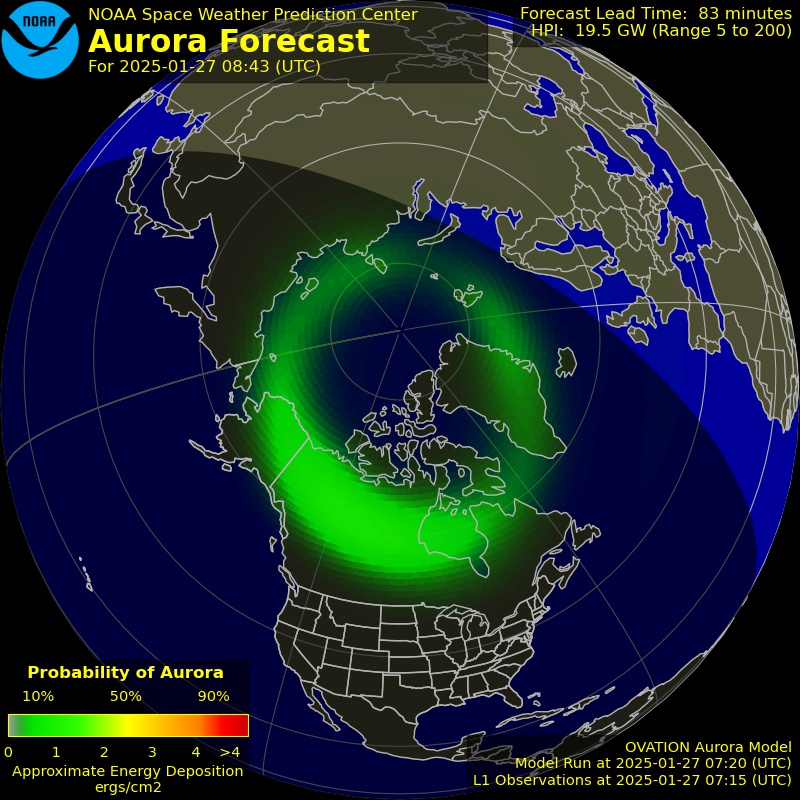 NOAA
NOAA Space Weather Prediction Center
Aurora Forecast
For 2025-01-27 08:43 (UTC)
Forecast Lead Time: 83 minutes
HPI: 19.5 GW (Range 5 to 200)
Probability of Aurora
10% 50% 90%
0 1 2 3 4 >4
Approximate Energy Deposition
ergs/cm2
OVATION Aurora Model
Model Run at 2025-01-27 07:20 (UTC)
L1 Observations at 2025-01-27 07:15 (UTC)